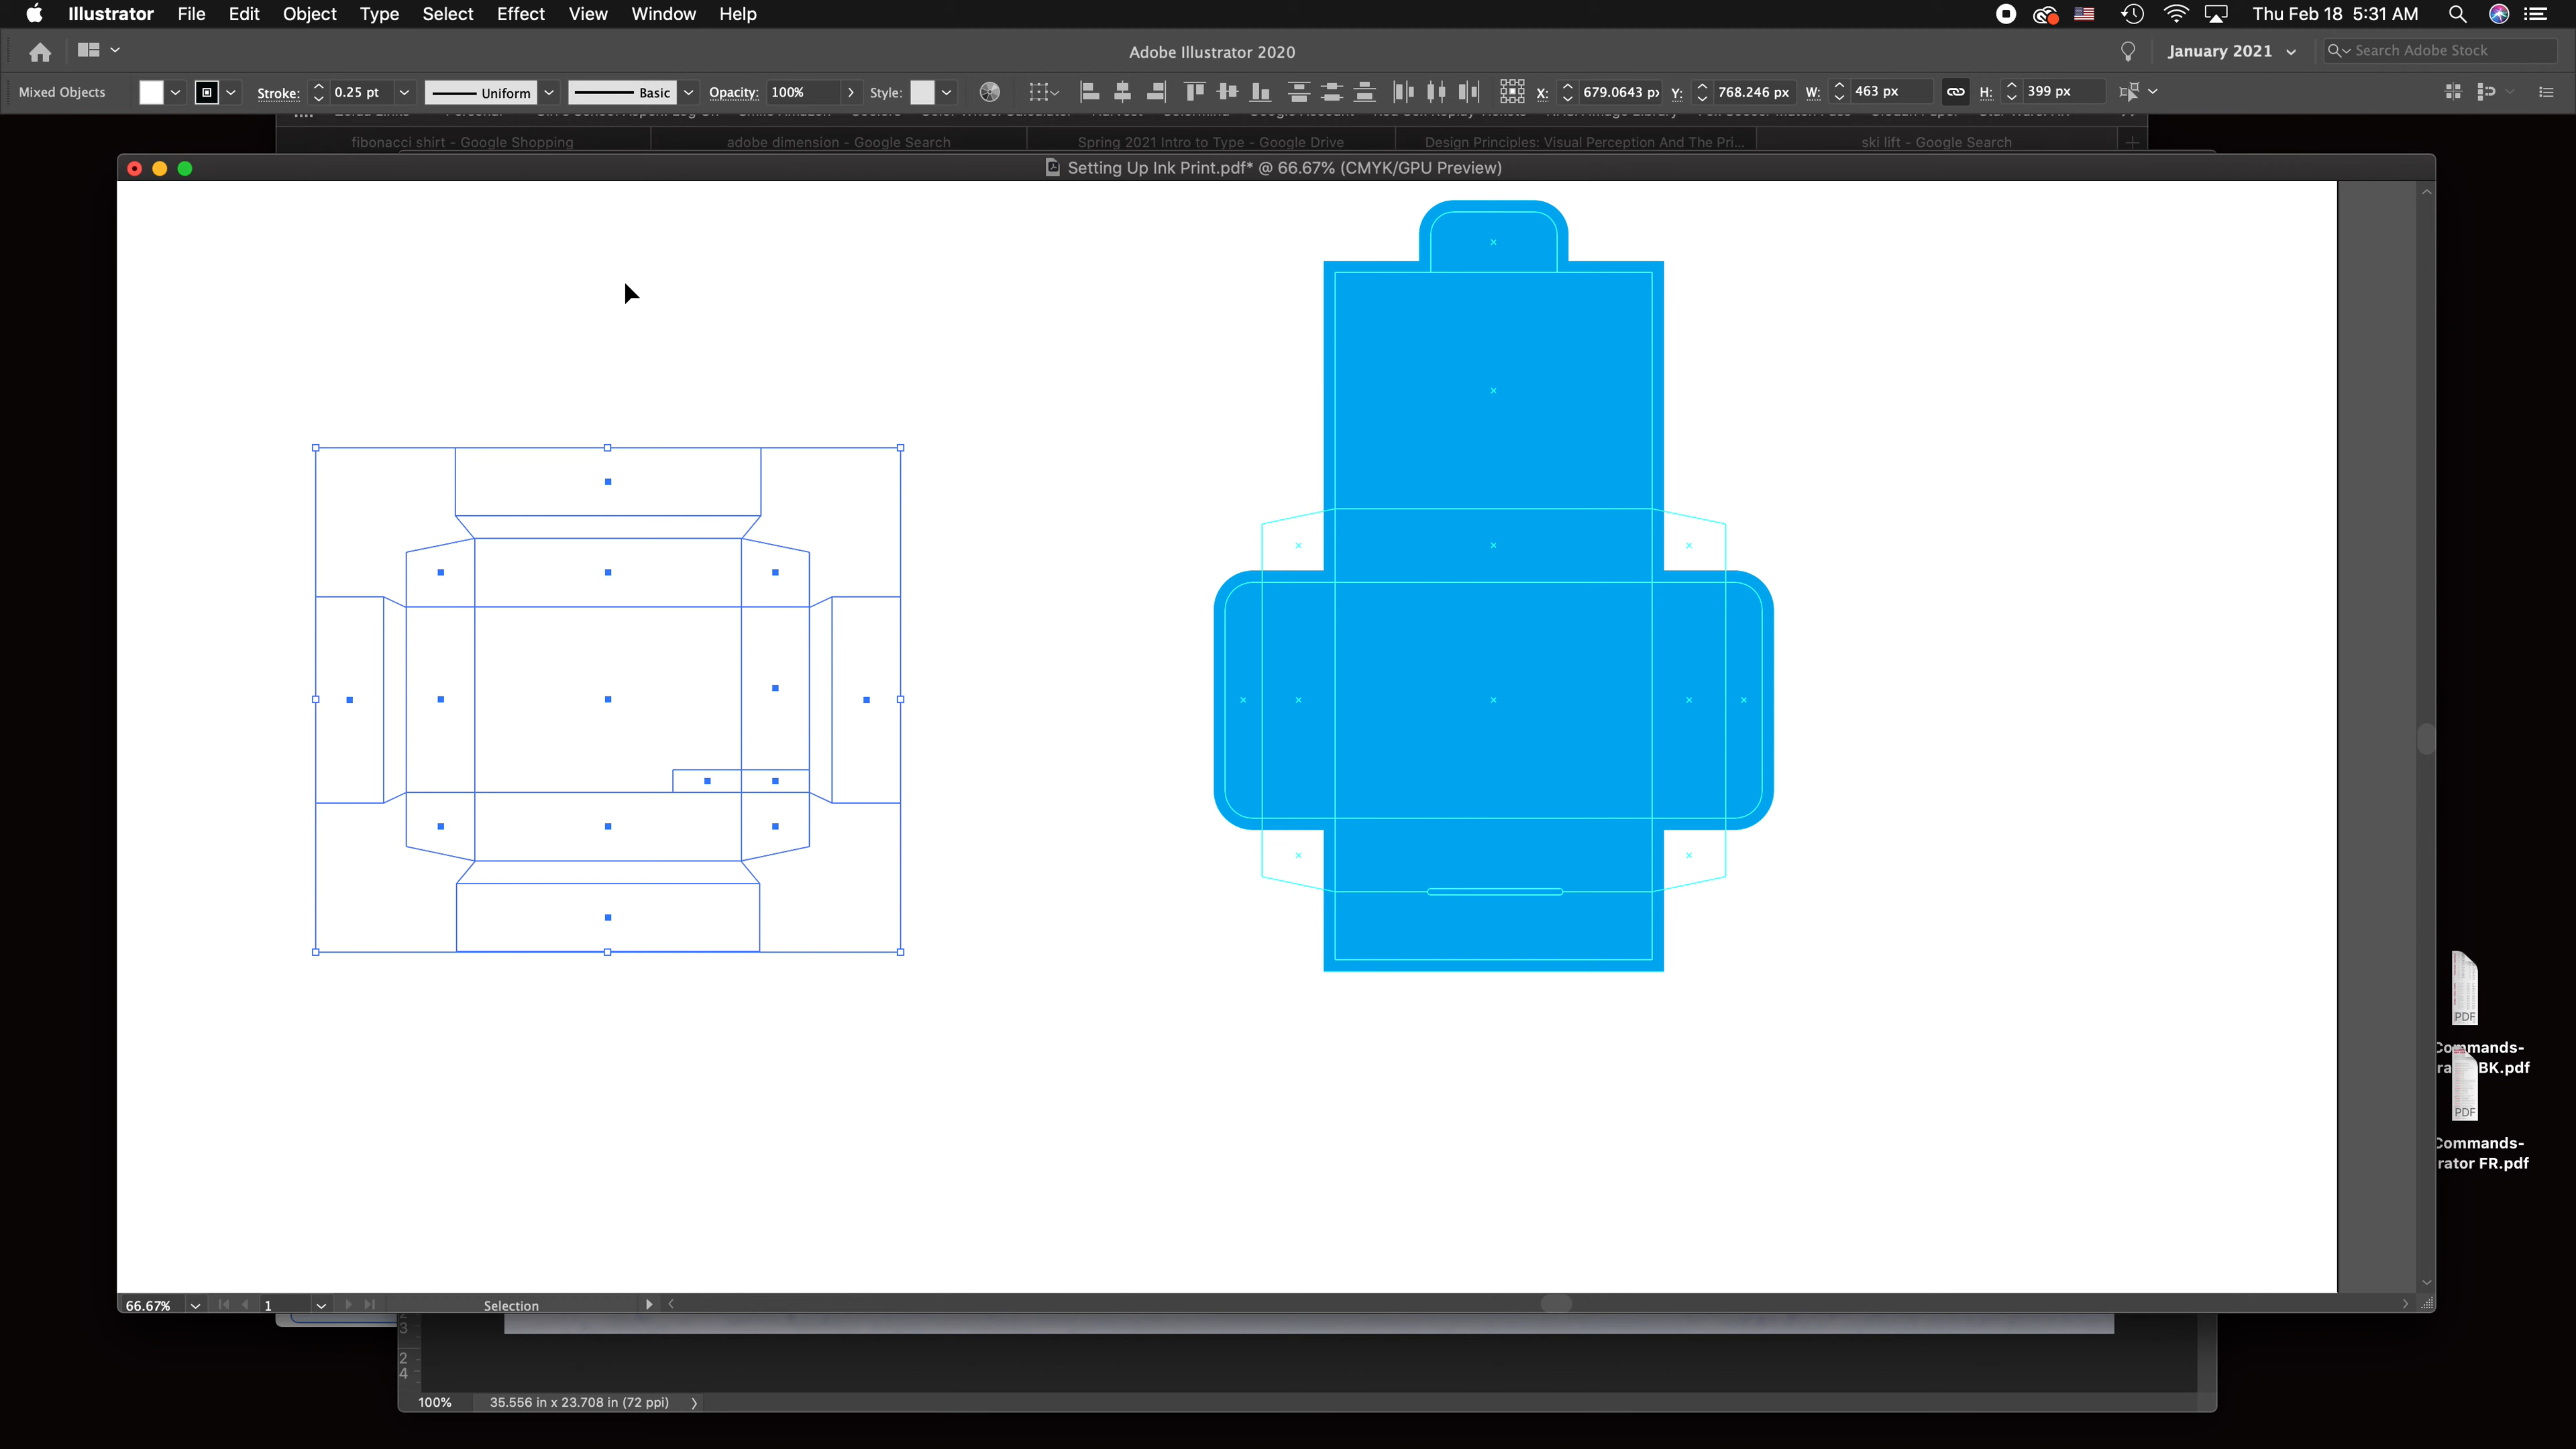 Illustrator File Edit Object Type Select Effect View Window Help Thu Feb 18 5:31 AM
Adobe Illustrator 2020 January 2021 Search Adobe Stock
Mixed Objects Stroke: 0.25 pt Uniform Basic Opacity: 100% Style: X: 679.0643 px Y: 768.246 px W: 463 px H: 399 px
fibonacci shirt - Google Shopping adobe dimension - Google Search Spring 2021 Intro to Type - Google Drive Design Principles: Visual Perception And The Pri... ski lift - Google Search
Setting Up Ink Print.pdf* @ 66.67% (CMYK/GPU Preview)
PDF
Commands-
BK.pdf
PDF
Commands-
rator FR.pdf
66.67% 1 Selection
3
2
4
100% 35.556 in x 23.708 in (72 ppi)